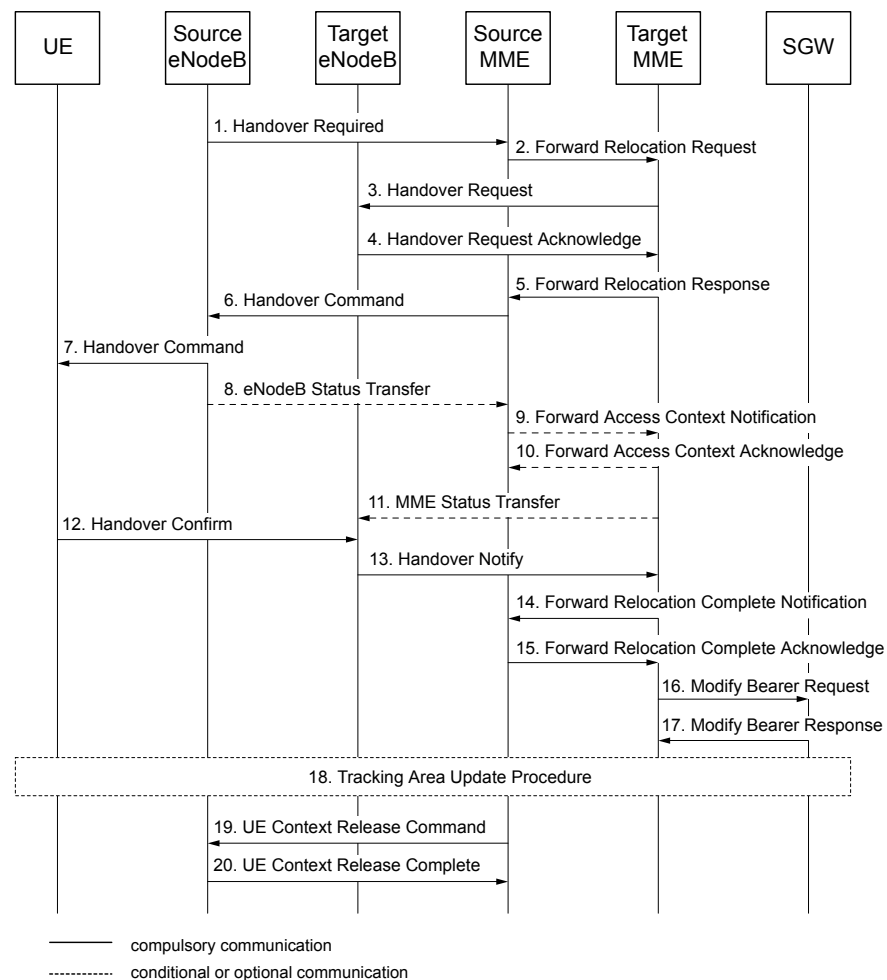 UE
Source
eNodeB
Target
eNodeB
Source
MME
Target
MME
SGW
1. Handover Required
2. Forward Relocation Request
3. Handover Request
4. Handover Request Acknowledge
5. Forward Relocation Response
6. Handover Command
7. Handover Command
8. eNodeB Status Transfer
9. Forward Access Context Notification
10. Forward Access Context Acknowledge
11. MME Status Transfer
12. Handover Confirm
13. Handover Notify
14. Forward Relocation Complete Notification
15. Forward Relocation Complete Acknowledge
16. Modify Bearer Request
17. Modify Bearer Response
18. Tracking Area Update Procedure
19. UE Context Release Command
20. UE Context Release Complete
compulsory communication
conditional or optional communication